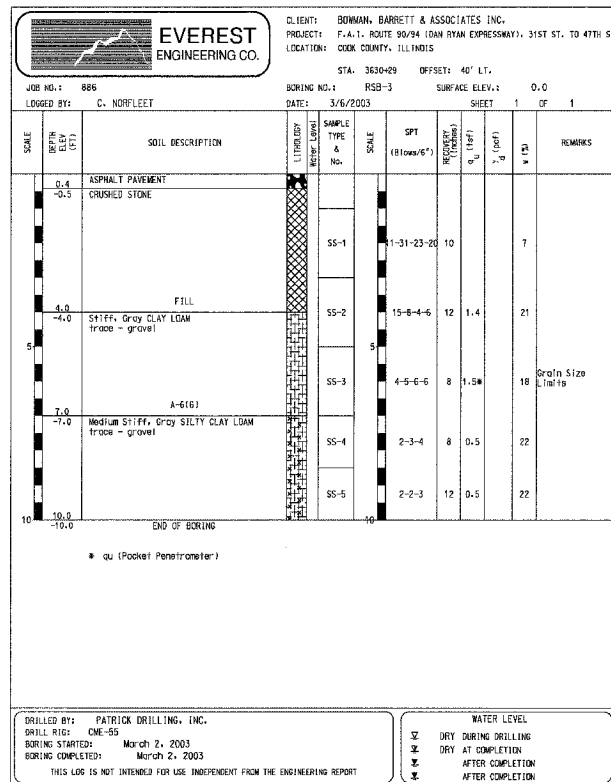 EVEREST
ENGINEERING CO.
CLIENT: BOWMAN, BARRETT & ASSOCIATES INC.
PROJECT: F.A.I. ROUTE 90/94 (DAN RYAN EXPRESSWAY), 31ST ST. TO 47TH S
LOCATION: COOK COUNTY, ILLINOIS
STA. 3630+29 OFFSET: 40' LT.
JOB NO.: 886 BORING NO.: RSB-3 SURFACE ELEV.: 0.0
LOGGED BY: C. NORFLEET DATE: 3/6/2003 SHEET 1 OF 1
SCALE DEPTH ELEV (FT) SOIL DESCRIPTION LITHOLOGY Water Level SAMPLE TYPE & No. SCALE SPT (Blows/6") RECOVERY (Inches) qu (tsf) γd (pcf) w (%) REMARKS
0.4 ASPHALT PAVEMENT
-0.5 CRUSHED STONE
SS-1 11-31-23-20 10 7
FILL
4.0 SS-2 15-6-4-6 12 1.4 21
-4.0 Stiff, Gray CLAY LOAM
trace - gravel
5 5
SS-3 4-5-6-6 8 1.5* 18 Grain Size
Limits
A-6(6)
7.0
-7.0 Medium Stiff, Gray SILTY CLAY LOAM
trace - gravel
SS-4 2-3-4 8 0.5 22
SS-5 2-2-3 12 0.5 22
10 10.0 10
-10.0 END OF BORING
* qu (Pocket Penetrometer)
DRILLED BY: PATRICK DRILLING, INC.
DRILL RIG: CME-55
BORING STARTED: March 2, 2003
BORING COMPLETED: March 2, 2003
THIS LOG IS NOT INTENDED FOR USE INDEPENDENT FROM THE ENGINEERING REPORT
WATER LEVEL
DRY DURING DRILLING
DRY AT COMPLETION
AFTER COMPLETION
AFTER COMPLETION